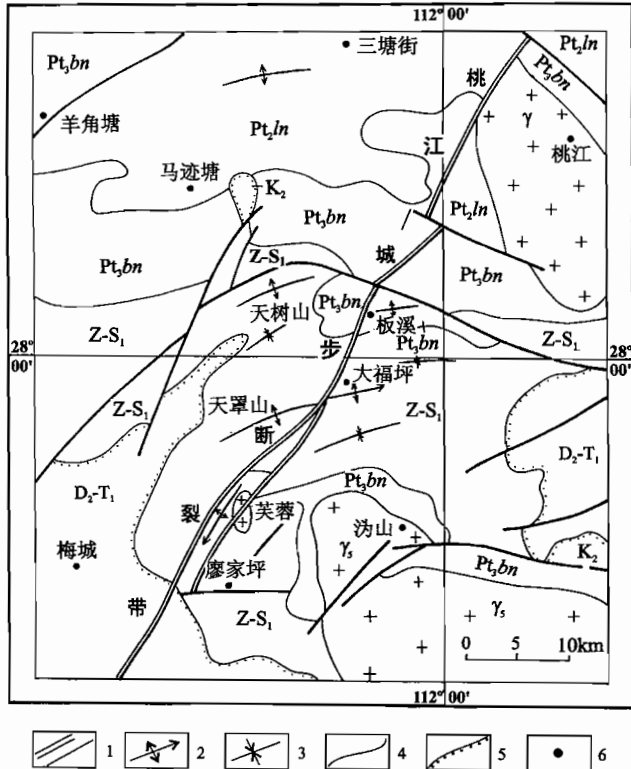 112° 00′
三塘街
Pt₃bn
Pt₂ln
Pt₃bn
桃
羊角塘
γ
Pt₂ln
江
桃江
马迹塘
K₂
Pt₃bn
Pt₂ln
城
Z-S₁
Pt₃bn
Pt₃bn
Pt₃bn
天树山
板溪
Z-S₁
步
Z-S₁
Pt₃bn
28° 00′
28° 00′
大福坪
Z-S₁
天罩山
Z-S₁
断
D₂-T₁
Pt₃bn
D₂-T₁
裂
芙蓉
沩山
γ₅
K₂
梅城
廖家坪
Pt₃bn
带
Z-S₁
γ₅
0 5 10km
112° 00′
1 2 3 4 5 6